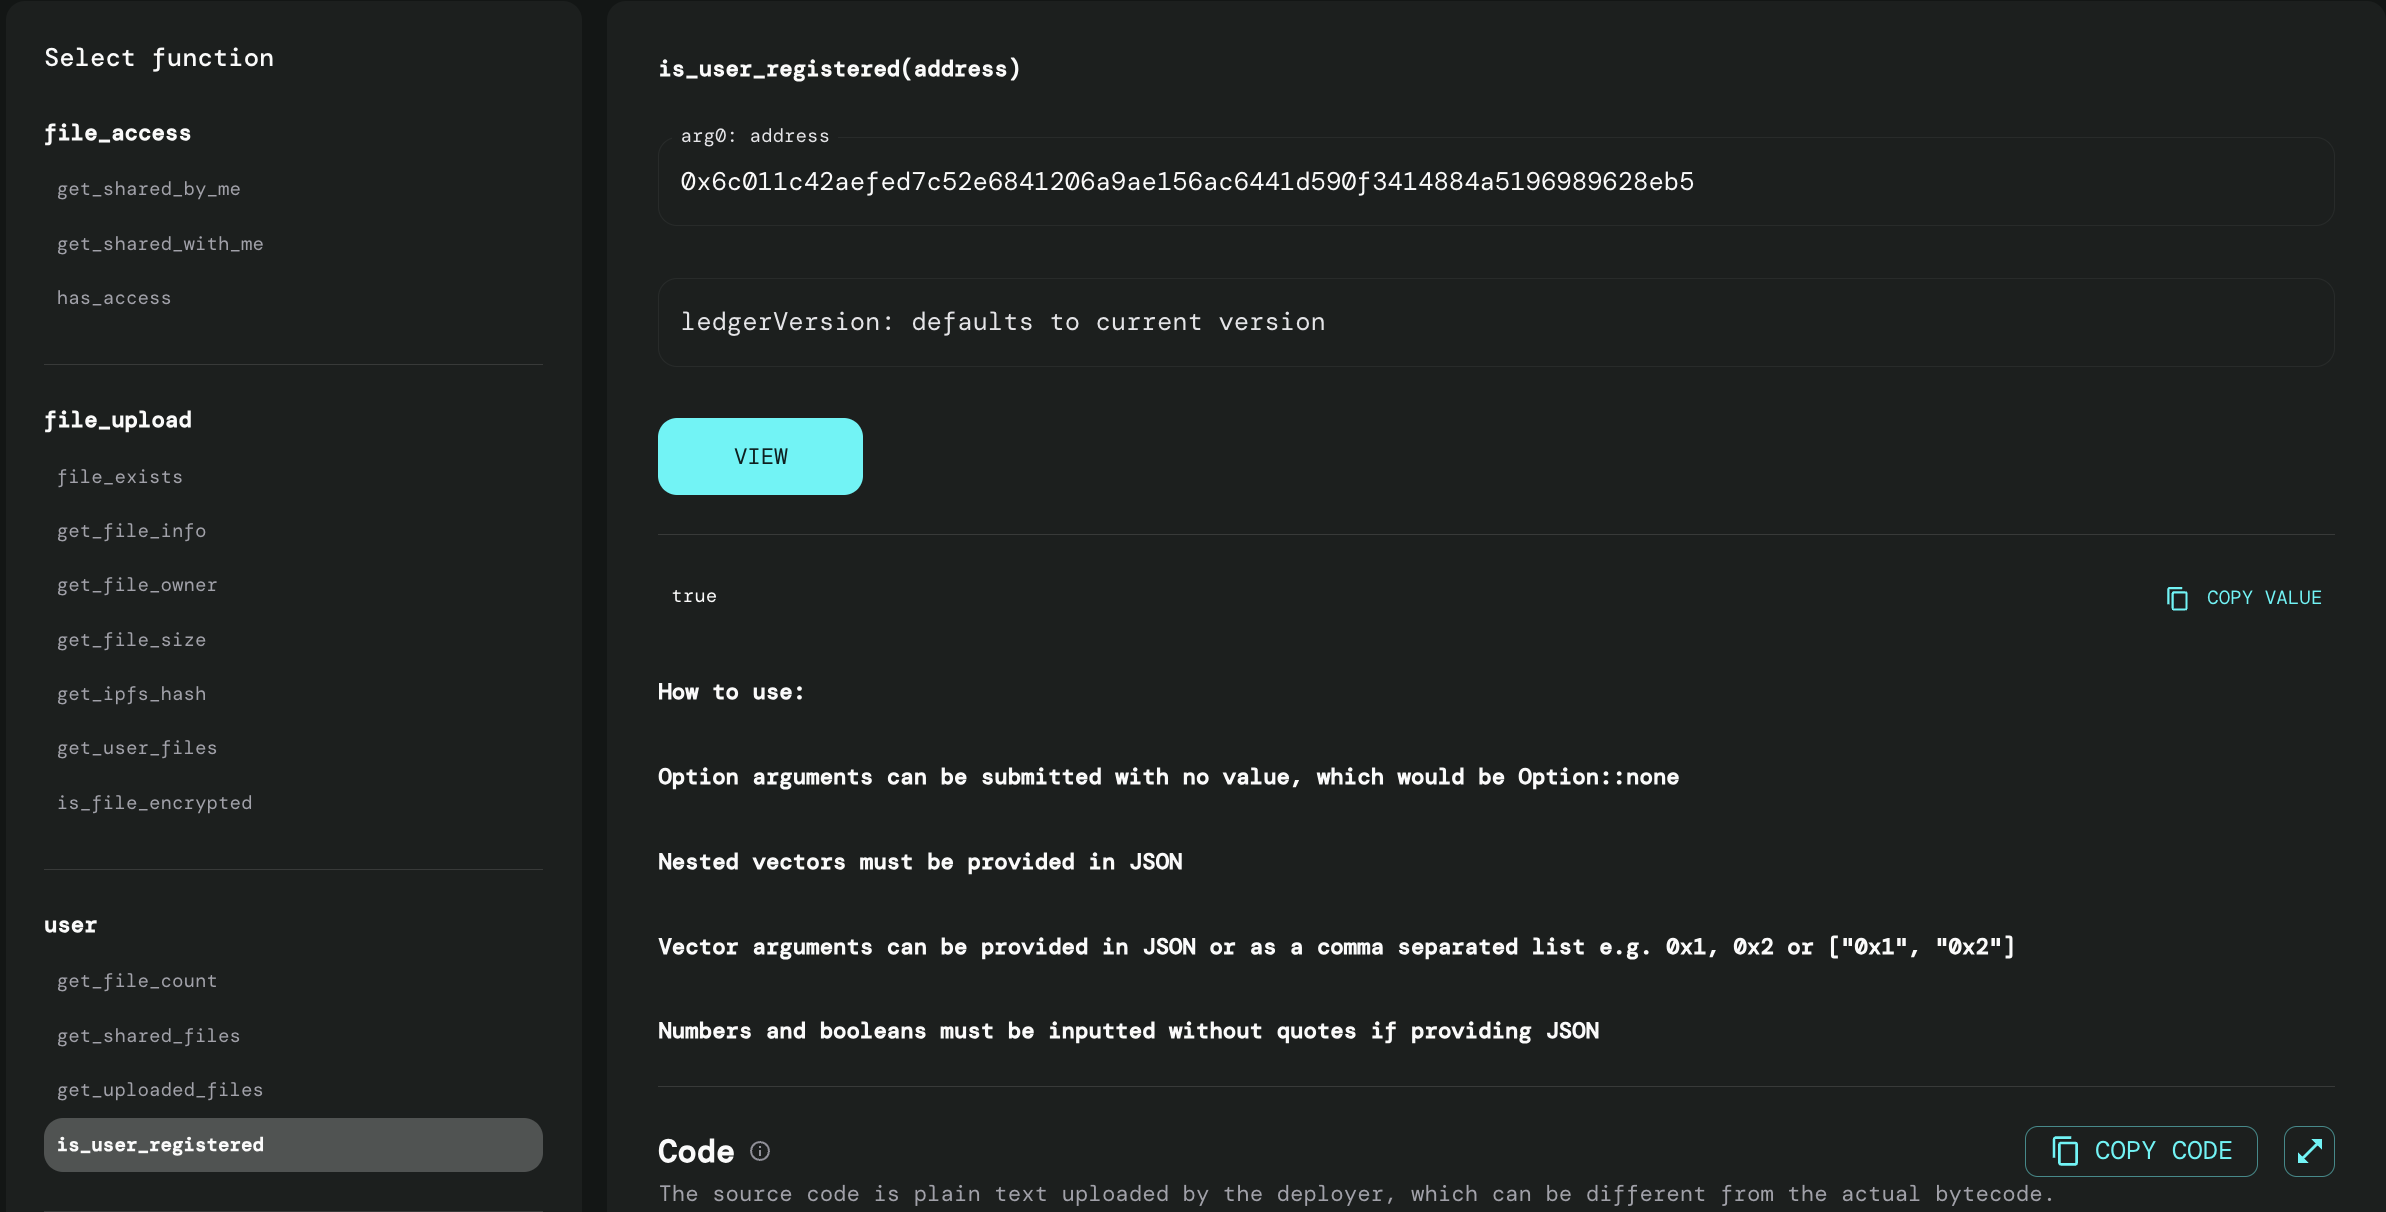 Select function
file_access
get_shared_by_me
get_shared_with_me
has_access
file_upload
file_exists
get_file_info
get_file_owner
get_file_size
get_ipfs_hash
get_user_files
is_file_encrypted
user
get_file_count
get_shared_files
get_uploaded_files
is_user_registered
is_user_registered(address)
arg0: address
0x6c011c42aefed7c52e6841206a9ae156ac6441d590f3414884a5196989628eb5
ledgerVersion: defaults to current version
VIEW
true
COPY VALUE
How to use:
Option arguments can be submitted with no value, which would be Option::none
Nested vectors must be provided in JSON
Vector arguments can be provided in JSON or as a comma separated list e.g. 0x1, 0x2 or ["0x1", "0x2"]
Numbers and booleans must be inputted without quotes if providing JSON
Code
COPY CODE
The source code is plain text uploaded by the deployer, which can be different from the actual bytecode.